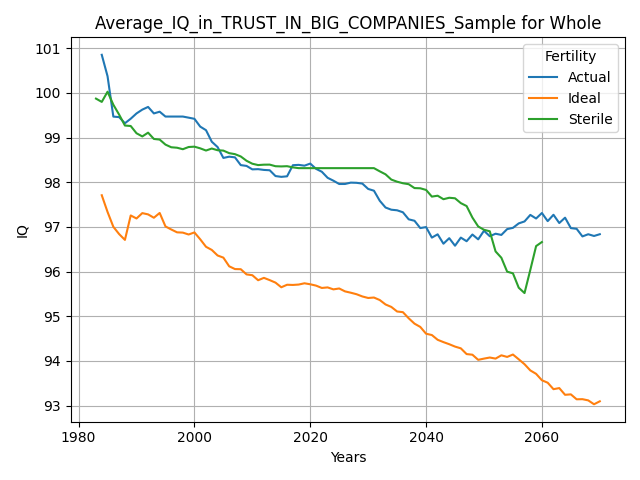 Average_IQ_in_TRUST_IN_BIG_COMPANIES_Sample for Whole
101
100
99
98
97
96
95
94
93
IQ
1980
2000
2020
2040
2060
Years
Fertility
Actual
Ideal
Sterile